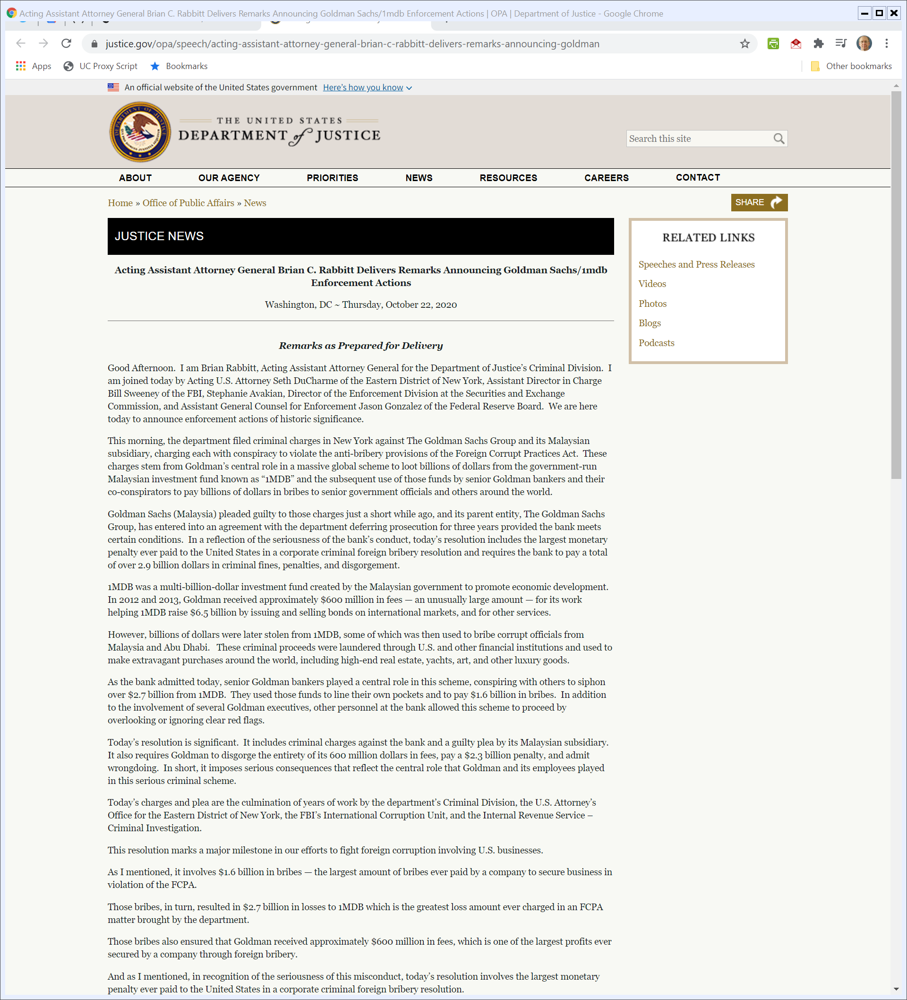 Acting Assistant Attorney General Brian C. Rabbitt Delivers Remarks Announcing Goldman Sachs/1mdb Enforcement Actions | OPA | Department of Justice - Google Chrome
justice.gov/opa/speech/acting-assistant-attorney-general-brian-c-rabbitt-delivers-remarks-announcing-goldman
Apps UC Proxy Script Bookmarks Other bookmarks
An official website of the United States government Here's how you know
THE UNITED STATES
DEPARTMENT of JUSTICE
Search this site
ABOUT OUR AGENCY PRIORITIES NEWS RESOURCES CAREERS CONTACT
Home » Office of Public Affairs » News
SHARE
JUSTICE NEWS
Acting Assistant Attorney General Brian C. Rabbitt Delivers Remarks Announcing Goldman Sachs/1mdb
Enforcement Actions
Washington, DC ~ Thursday, October 22, 2020
Remarks as Prepared for Delivery
Good Afternoon.  I am Brian Rabbitt, Acting Assistant Attorney General for the Department of Justice's Criminal Division.  I
am joined today by Acting U.S. Attorney Seth DuCharme of the Eastern District of New York, Assistant Director in Charge
Bill Sweeney of the FBI, Stephanie Avakian, Director of the Enforcement Division at the Securities and Exchange
Commission, and Assistant General Counsel for Enforcement Jason Gonzalez of the Federal Reserve Board.  We are here
today to announce enforcement actions of historic significance.
This morning, the department filed criminal charges in New York against The Goldman Sachs Group and its Malaysian
subsidiary, charging each with conspiracy to violate the anti-bribery provisions of the Foreign Corrupt Practices Act.  These
charges stem from Goldman's central role in a massive global scheme to loot billions of dollars from the government-run
Malaysian investment fund known as “1MDB” and the subsequent use of those funds by senior Goldman bankers and their
co-conspirators to pay billions of dollars in bribes to senior government officials and others around the world.
Goldman Sachs (Malaysia) pleaded guilty to those charges just a short while ago, and its parent entity, The Goldman Sachs
Group, has entered into an agreement with the department deferring prosecution for three years provided the bank meets
certain conditions.  In a reflection of the seriousness of the bank's conduct, today's resolution includes the largest monetary
penalty ever paid to the United States in a corporate criminal foreign bribery resolution and requires the bank to pay a total
of over 2.9 billion dollars in criminal fines, penalties, and disgorgement.
1MDB was a multi-billion-dollar investment fund created by the Malaysian government to promote economic development.
In 2012 and 2013, Goldman received approximately $600 million in fees — an unusually large amount — for its work
helping 1MDB raise $6.5 billion by issuing and selling bonds on international markets, and for other services.
However, billions of dollars were later stolen from 1MDB, some of which was then used to bribe corrupt officials from
Malaysia and Abu Dhabi.   These criminal proceeds were laundered through U.S. and other financial institutions and used to
make extravagant purchases around the world, including high-end real estate, yachts, art, and other luxury goods.
As the bank admitted today, senior Goldman bankers played a central role in this scheme, conspiring with others to siphon
over $2.7 billion from 1MDB.  They used those funds to line their own pockets and to pay $1.6 billion in bribes.  In addition
to the involvement of several Goldman executives, other personnel at the bank allowed this scheme to proceed by
overlooking or ignoring clear red flags.
Today's resolution is significant.  It includes criminal charges against the bank and a guilty plea by its Malaysian subsidiary.
It also requires Goldman to disgorge the entirety of its 600 million dollars in fees, pay a $2.3 billion penalty, and admit
wrongdoing.  In short, it imposes serious consequences that reflect the central role that Goldman and its employees played
in this serious criminal scheme.
Today's charges and plea are the culmination of years of work by the department's Criminal Division, the U.S. Attorney's
Office for the Eastern District of New York, the FBI's International Corruption Unit, and the Internal Revenue Service –
Criminal Investigation.
This resolution marks a major milestone in our efforts to fight foreign corruption involving U.S. businesses.
As I mentioned, it involves $1.6 billion in bribes — the largest amount of bribes ever paid by a company to secure business in
violation of the FCPA.
Those bribes, in turn, resulted in $2.7 billion in losses to 1MDB which is the greatest loss amount ever charged in an FCPA
matter brought by the department.
Those bribes also ensured that Goldman received approximately $600 million in fees, which is one of the largest profits ever
secured by a company through foreign bribery.
And as I mentioned, in recognition of the seriousness of this misconduct, today's resolution involves the largest monetary
penalty ever paid to the United States in a corporate criminal foreign bribery resolution.
RELATED LINKS
Speeches and Press Releases
Videos
Photos
Blogs
Podcasts